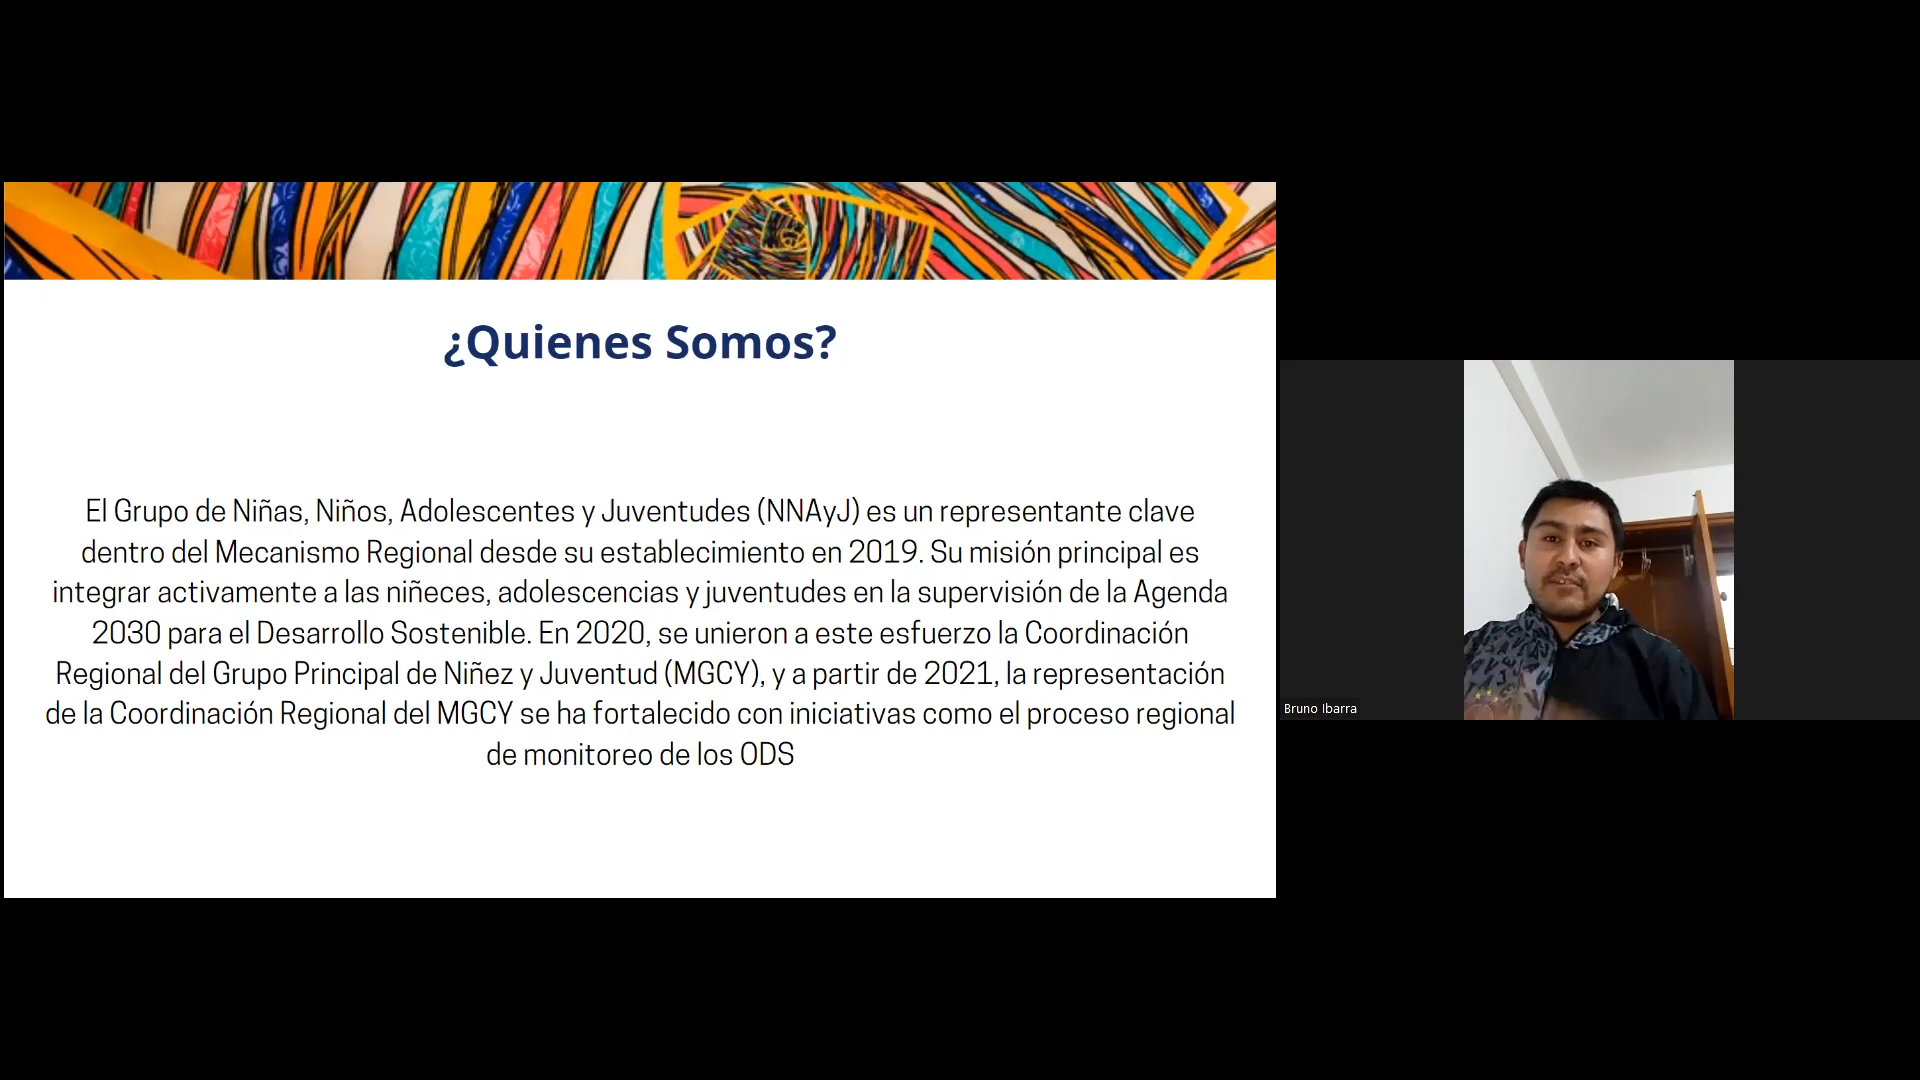 ¿Quienes Somos?
El Grupo de Niñas, Niños, Adolescentes y Juventudes (NNAyJ) es un representante clave
dentro del Mecanismo Regional desde su establecimiento en 2019. Su misión principal es
integrar activamente a las niñeces, adolescencias y juventudes en la supervisión de la Agenda
2030 para el Desarrollo Sostenible. En 2020, se unieron a este esfuerzo la Coordinación
Regional del Grupo Principal de Niñez y Juventud (MGCY), y a partir de 2021, la representación
de la Coordinación Regional del MGCY se ha fortalecido con iniciativas como el proceso regional
de monitoreo de los ODS
Bruno Ibarra